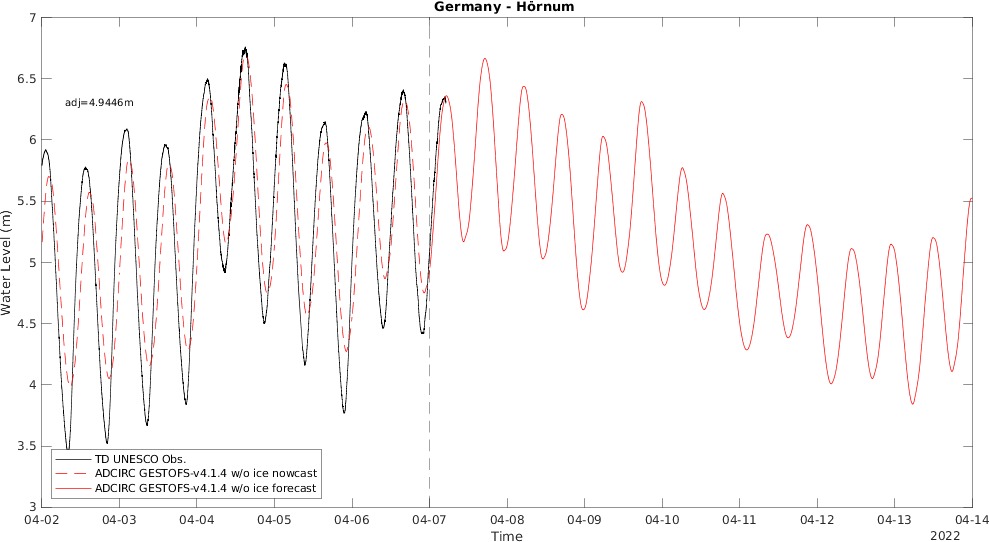 Germany - Hörnum
7
6.5
6
5.5
5
4.5
4
3.5
3
Water Level (m)
adj=4.9446m
TD UNESCO Obs.
ADCIRC GESTOFS-v4.1.4 w/o ice nowcast
ADCIRC GESTOFS-v4.1.4 w/o ice forecast
04-02 04-03 04-04 04-05 04-06 04-07 04-08 04-09 04-10 04-11 04-12 04-13 04-14
Time
2022